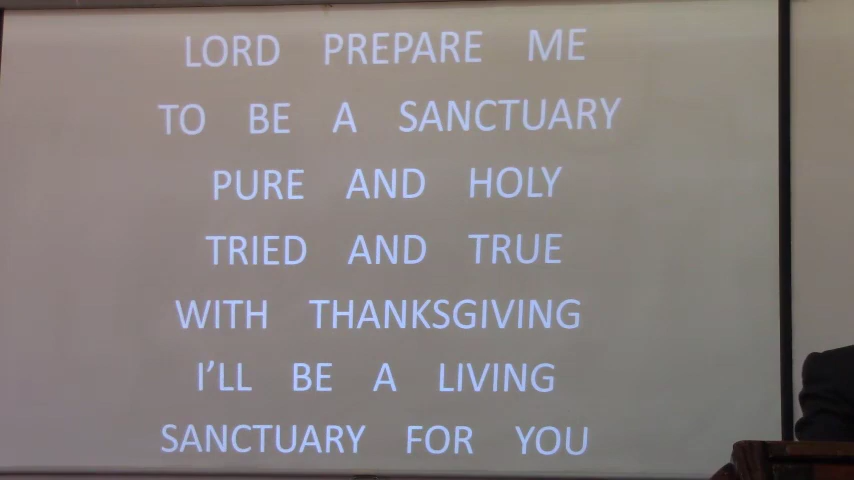 LORD PREPARE ME
TO BE A SANCTUARY
PURE AND HOLY
TRIED AND TRUE
WITH THANKSGIVING
I'LL BE A LIVING
SANCTUARY FOR YOU